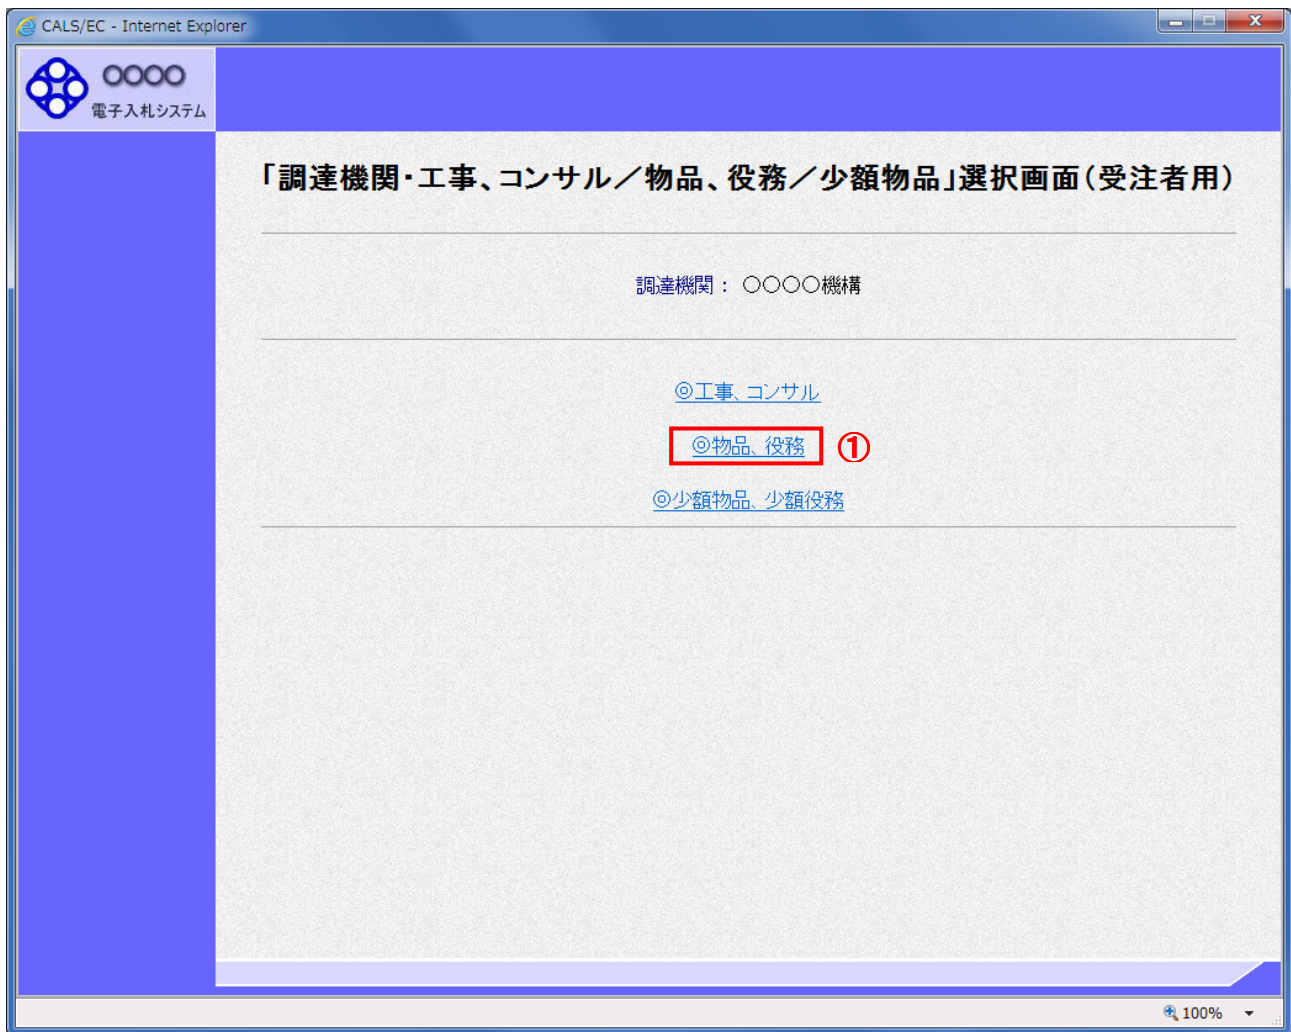 CALS/EC - Internet Explorer
○○○○
電子入札システム
「調達機関・工事、コンサル／物品、役務／少額物品」選択画面(受注者用)
調達機関： ○○○○機構
◎工事、コンサル
◎物品、役務 ①
◎少額物品、少額役務
100%